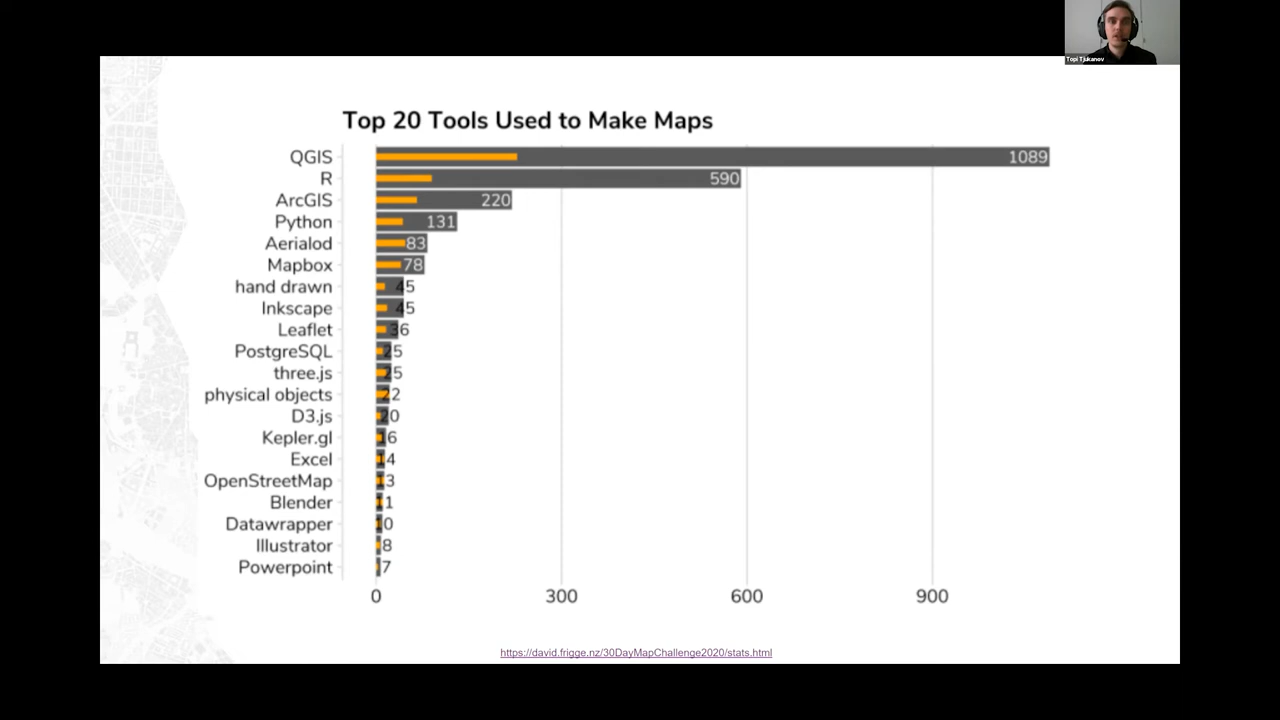 Topi Tjukanov
Top 20 Tools Used to Make Maps
QGIS 1089
R 590
ArcGIS 220
Python 131
Aerialod 83
Mapbox 78
hand drawn 45
Inkscape 45
Leaflet 36
PostgreSQL 25
three.js 25
physical objects 22
D3.js 20
Kepler.gl 16
Excel 14
OpenStreetMap 13
Blender 11
Datawrapper 10
Illustrator 8
Powerpoint 7
0 300 600 900
https://david.frigge.nz/30DayMapChallenge2020/stats.html